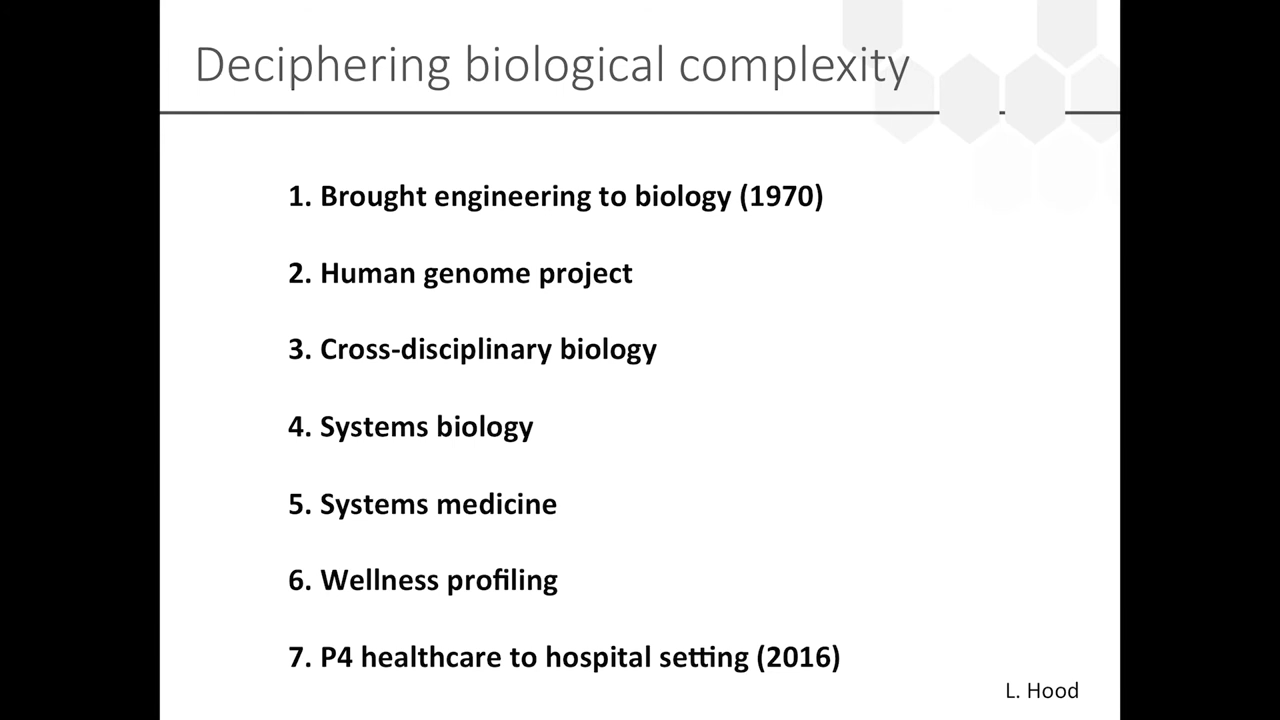 Deciphering biological complexity
1. Brought engineering to biology (1970)
2. Human genome project
3. Cross-disciplinary biology
4. Systems biology
5. Systems medicine
6. Wellness profiling
7. P4 healthcare to hospital setting (2016)
L. Hood